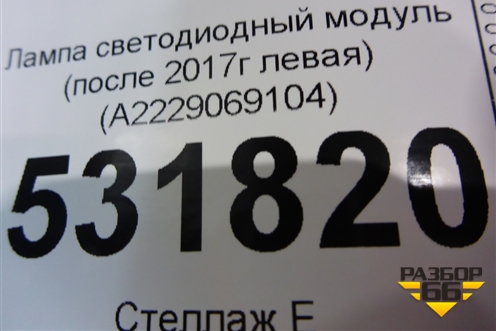 Лампа светодиодный модуль
(после 2017г левая)
(A2229069104)
531820
Стеллаж Е
РАЗБОР
66